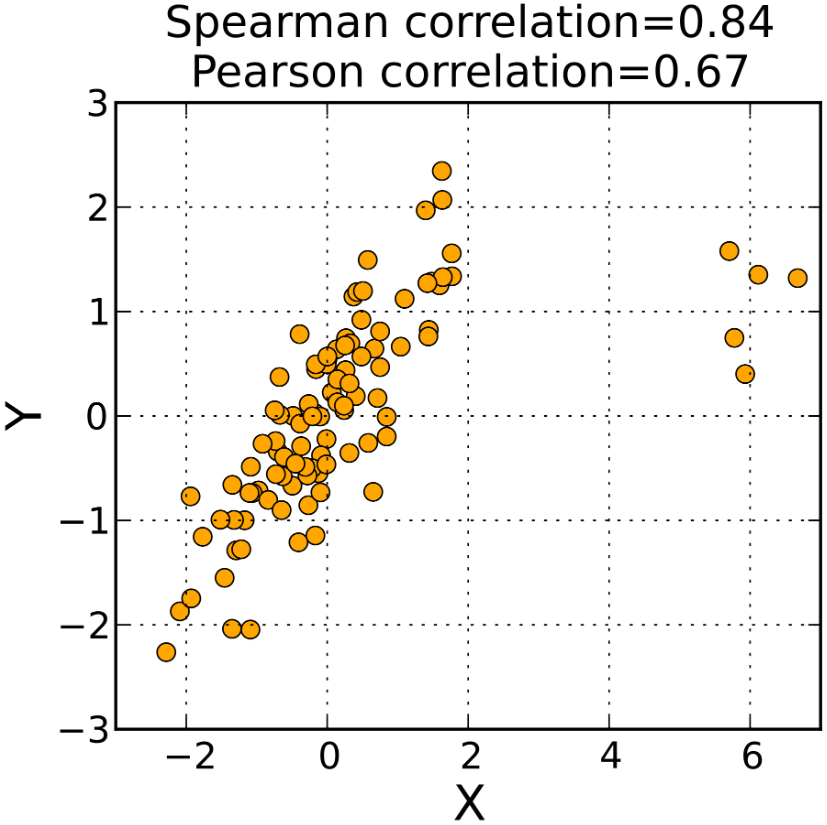 Spearman correlation=0.84
Pearson correlation=0.67
3
2
1
0
−1
−2
−3
Y
−2 0 2 4 6
X